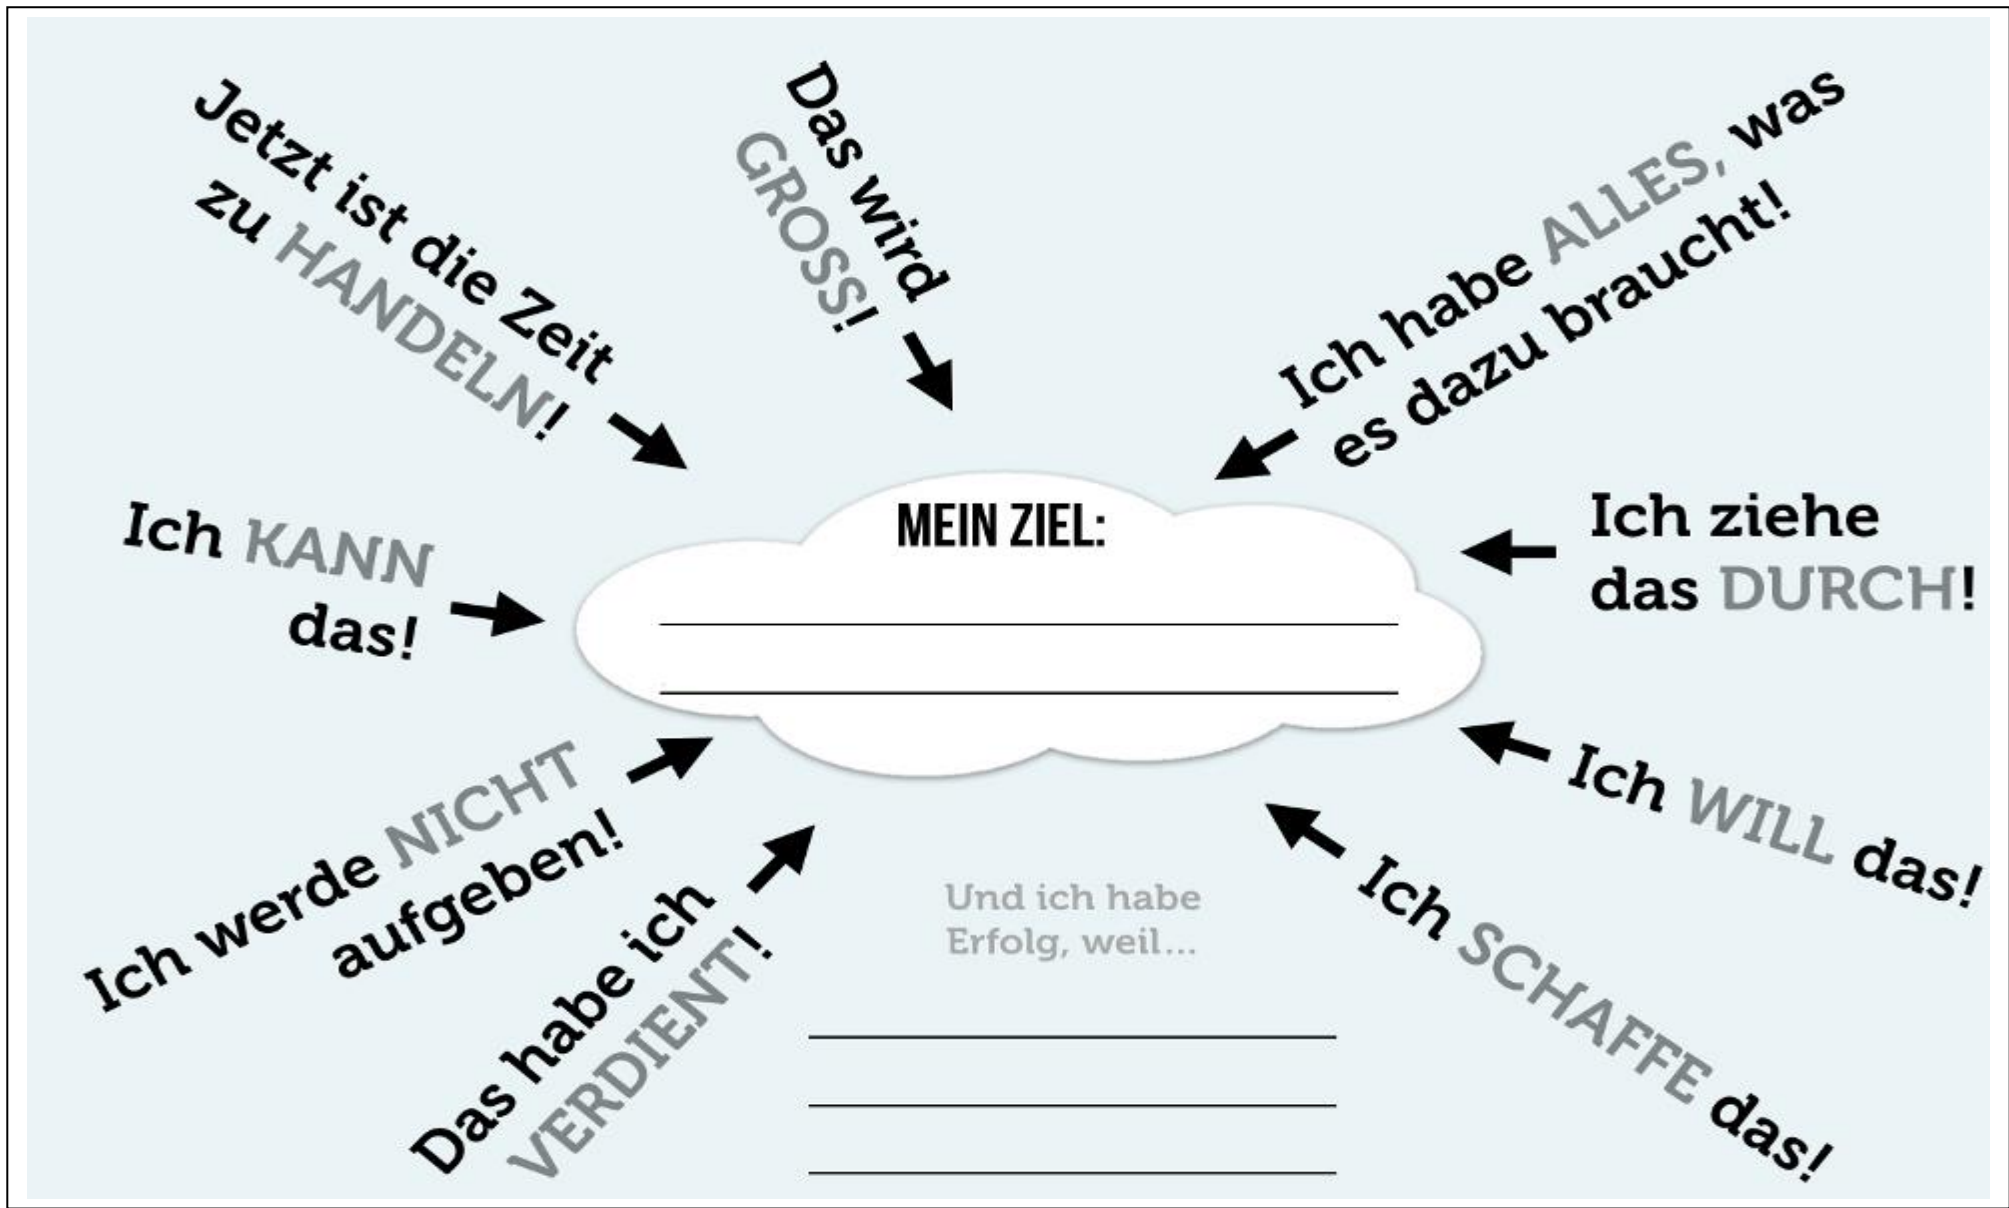 Jetzt ist die Zeit
zu HANDELN!
Das wird
GROSS!
Ich habe ALLES, was
es dazu braucht!
Ich KANN
das!
MEIN ZIEL:
Ich ziehe
das DURCH!
Ich werde NICHT
aufgeben!
Ich WILL das!
Das habe ich
VERDIENT!
Und ich habe
Erfolg, weil...
Ich SCHAFFE das!